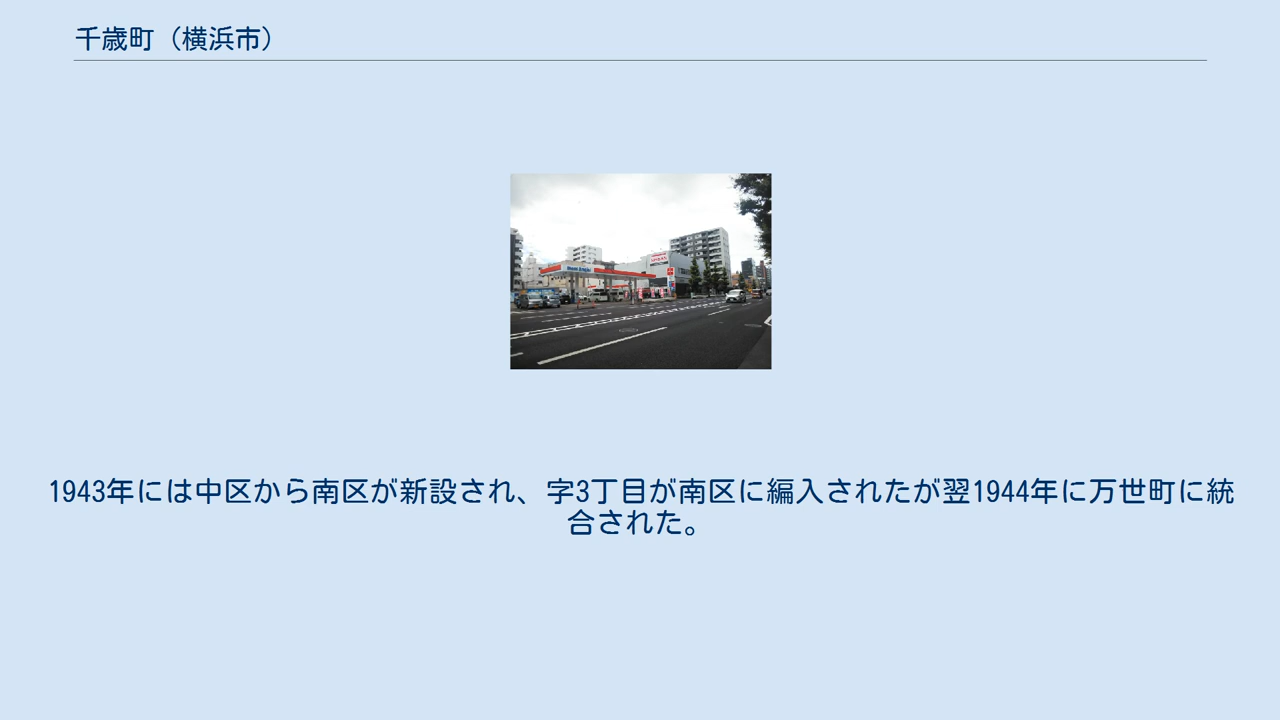 千歳町（横浜市）
1943年には中区から南区が新設され、字3丁目が南区に編入されたが翌1944年に万世町に統
合された。